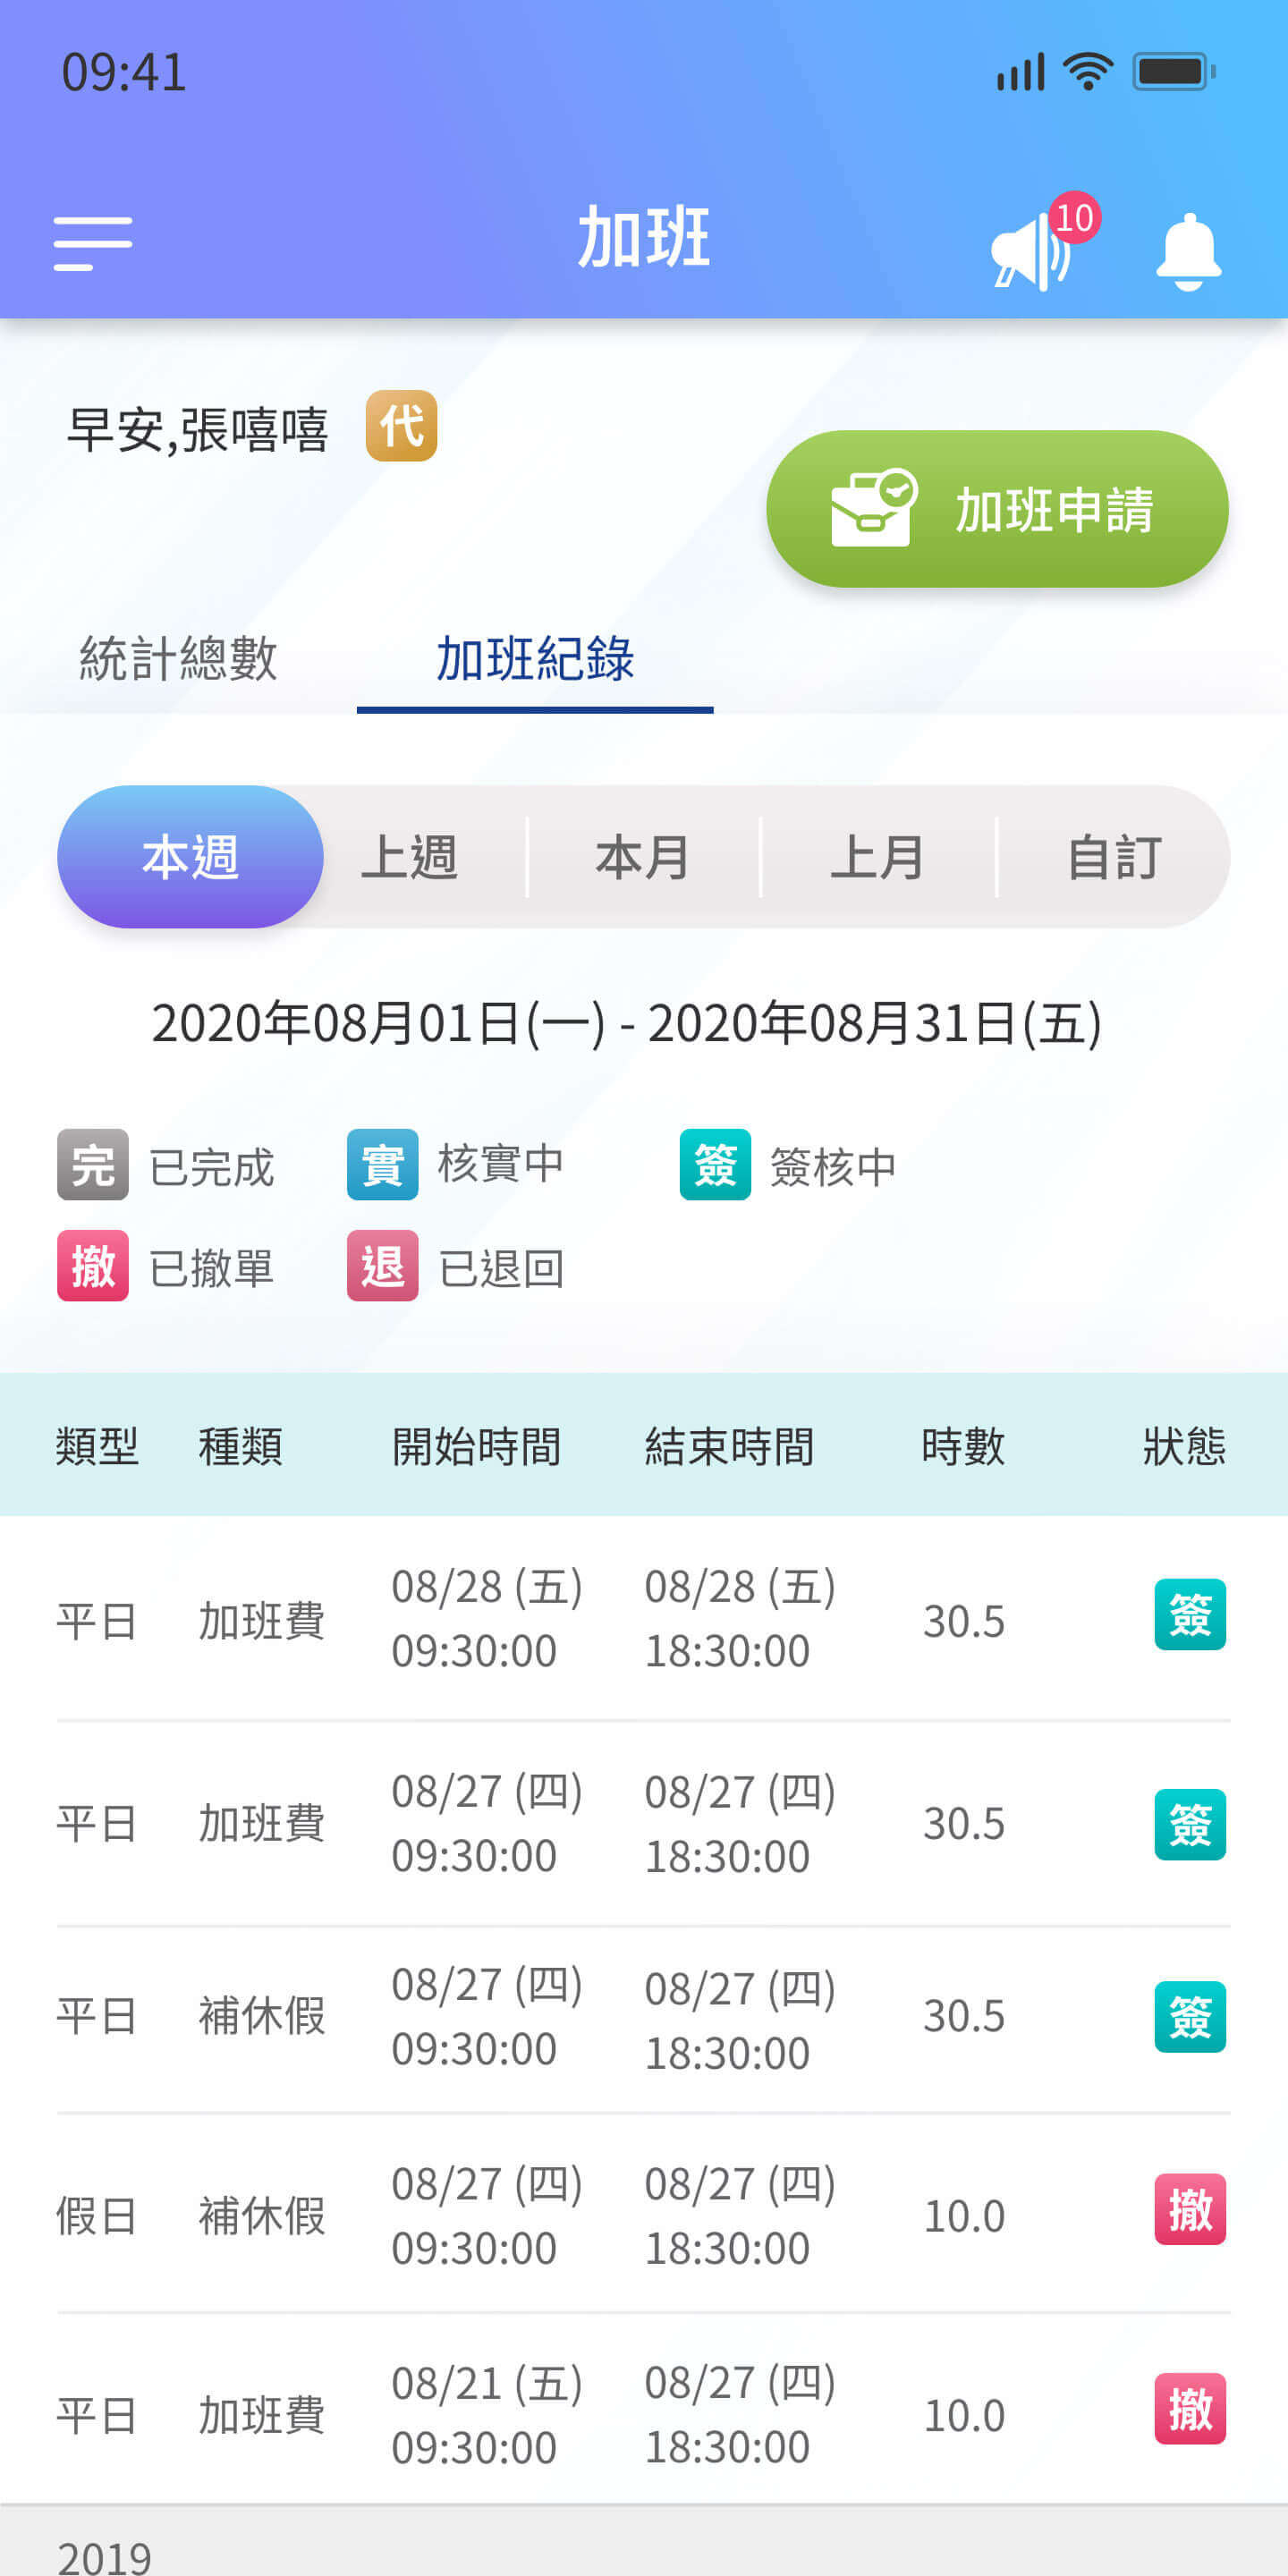 09:41
加班
10
早安,張嘻嘻 代
加班申請
統計總數 加班紀錄
本週 上週 本月 上月 自訂
2020年08月01日(一) - 2020年08月31日(五)
完 已完成 實 核實中 簽 簽核中
撤 已撤單 退 已退回
類型 種類 開始時間 結束時間 時數 狀態
08/28 (五) 08/28 (五)
平日 加班費 30.5 簽
09:30:00 18:30:00
08/27 (四) 08/27 (四)
平日 加班費 30.5 簽
09:30:00 18:30:00
08/27 (四) 08/27 (四)
平日 補休假 30.5 簽
09:30:00 18:30:00
08/27 (四) 08/27 (四)
假日 補休假 10.0 撤
09:30:00 18:30:00
08/21 (五) 08/27 (四)
平日 加班費 10.0 撤
09:30:00 18:30:00
2019